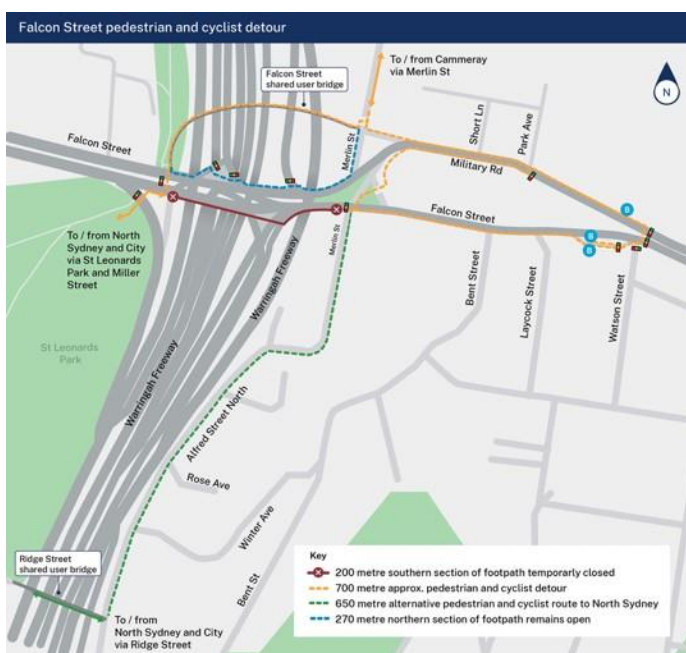 Falcon Street pedestrian and cyclist detour
To / from Cammeray
via Merlin St
Falcon Street
shared user bridge
N
Falcon Street
Merlin St
Short Ln
Park Ave
Military Rd
B
To / from North
Sydney and City
via St Leonards
Park and Miller
Street
Falcon Street
B
Merlin St
Warringah Freeway
Bent Street
Laycock Street
Watson Street
St Leonards
Park
Warringah Freeway
Alfred Street North
Rose Ave
Winter Ave
Bent St
Ridge Street
shared user bridge
To / from
North Sydney and City
via Ridge Street
Key
200 metre southern section of footpath temporarly closed
700 metre approx, pedestrian and cyclist detour
650 metre alternative pedestrian and cyclist route to North Sydney
270 metre northern section of footpath remains open